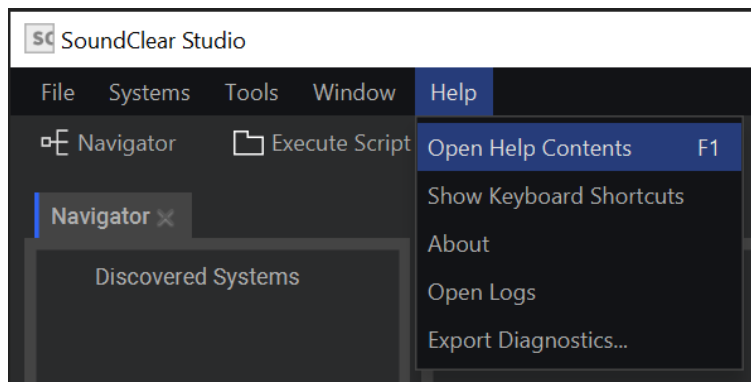 SC SoundClear Studio
File Systems Tools Window Help
Navigator Execute Script
Open Help Contents F1
Show Keyboard Shortcuts
Navigator
About
Discovered Systems
Open Logs
Export Diagnostics...